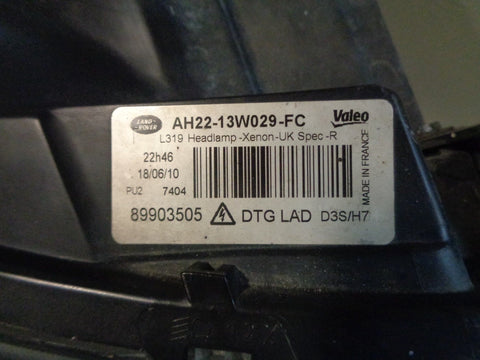 LAND
ROVER
AH22-13W029-FC
Valeo
L319 Headlamp -Xenon-UK Spec -R
22h46
18/06/10
PU2 7404
MADE IN FRANCE
89903505 DTG LAD D3S/H7